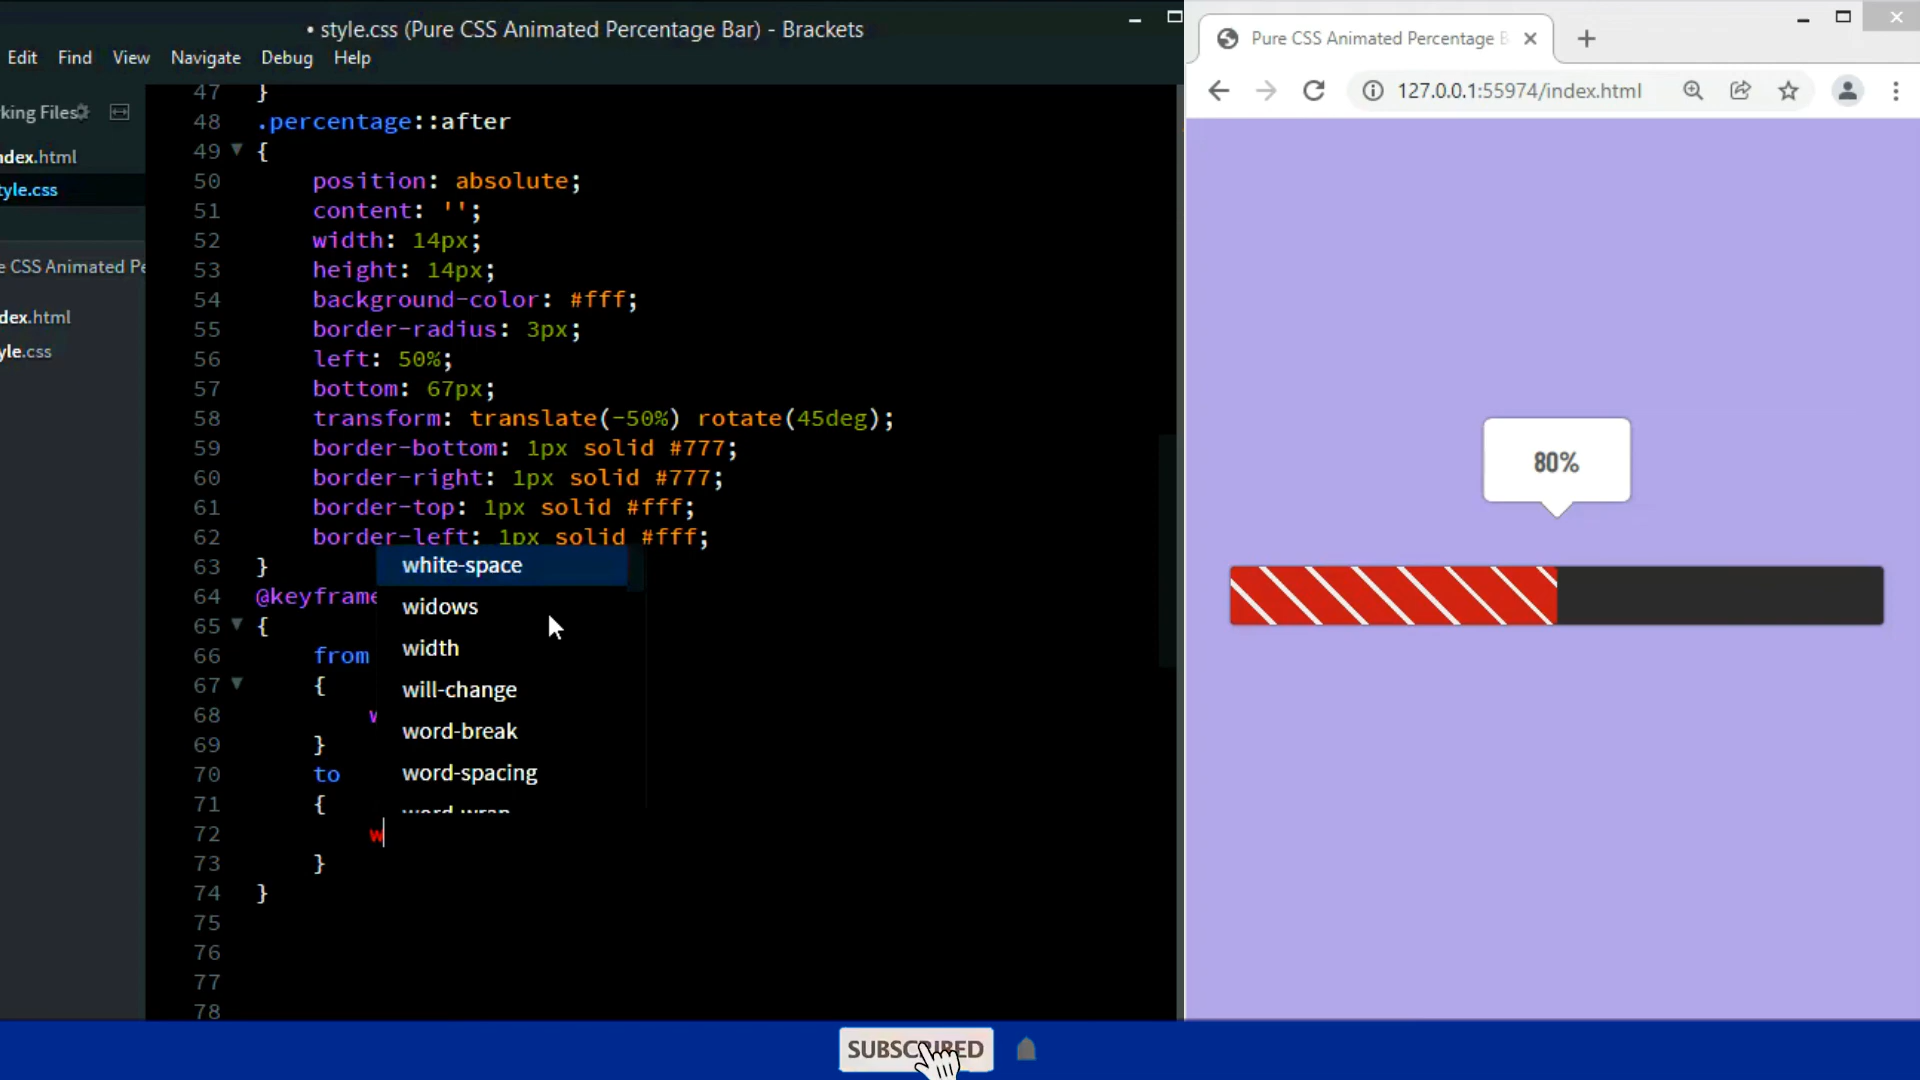 • style.css (Pure CSS Animated Percentage Bar) - Brackets
Edit Find View Navigate Debug Help
king Files
ndex.html
tyle.css
e CSS Animated Pe
dex.html
yle.css
47 }
48 .percentage::after
49 {
50 position: absolute;
51 content: '';
52 width: 14px;
53 height: 14px;
54 background-color: #fff;
55 border-radius: 3px;
56 left: 50%;
57 bottom: 67px;
58 transform: translate(-50%) rotate(45deg);
59 border-bottom: 1px solid #777;
60 border-right: 1px solid #777;
61 border-top: 1px solid #fff;
62 border-left: 1px solid #fff;
63 }
64 @keyframe
65 {
66 from
67 {
68 w
69 }
70 to
71 {
72 w
73 }
74 }
75
76
77
78
white-space
widows
width
will-change
word-break
word-spacing
word-wrap
Pure CSS Animated Percentage B
127.0.0.1:55974/index.html
80%
SUBSCRIBED